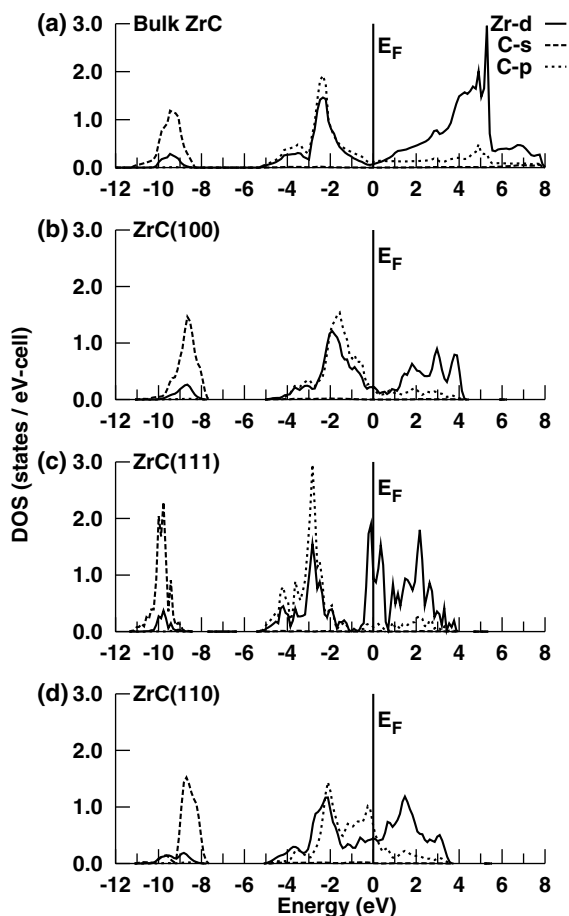 (a) 3.0 Bulk ZrC Zr-d
C-s
E_F C-p
2.0
1.0
0.0
-12 -10 -8 -6 -4 -2 0 2 4 6 8
(b) 3.0 ZrC(100)
E_F
2.0
1.0
0.0
-12 -10 -8 -6 -4 -2 0 2 4 6 8
(c) 3.0 ZrC(111)
E_F
2.0
1.0
0.0
-12 -10 -8 -6 -4 -2 0 2 4 6 8
(d) 3.0 ZrC(110)
E_F
2.0
1.0
0.0
-12 -10 -8 -6 -4 -2 0 2 4 6 8
Energy (eV)
DOS (states / eV-cell)